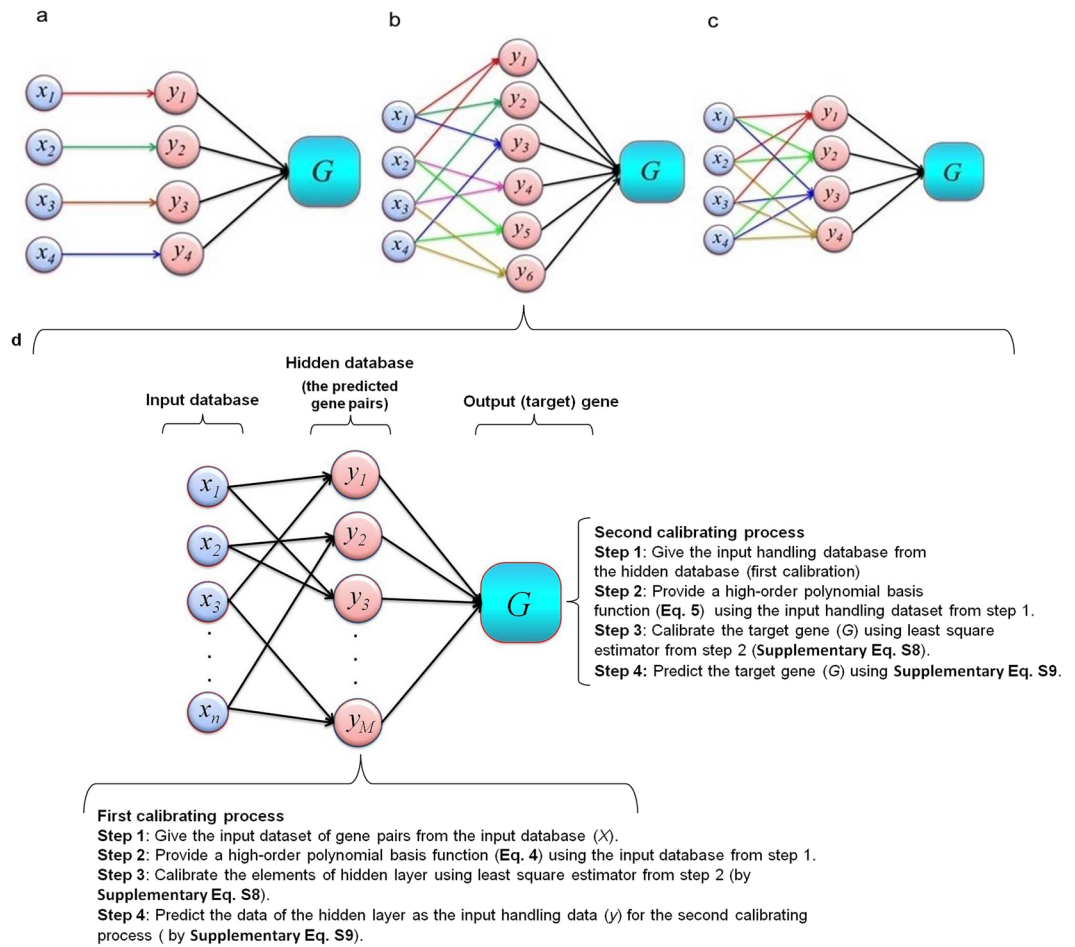 a
b
c
x1
x2
x3
x4
y1
y2
y3
y4
G
x1
x2
x3
x4
y1
y2
y3
y4
y5
y6
G
x1
x2
x3
x4
y1
y2
y3
y4
G
d
Input database
Hidden database
(the predicted
gene pairs)
Output (target) gene
x1
x2
x3
.
.
.
xn
y1
y2
y3
.
.
.
yM
G
Second calibrating process
Step 1: Give the input handling database from
the hidden database (first calibration)
Step 2: Provide a high-order polynomial basis
function (Eq. 5) using the input handling dataset from step 1.
Step 3: Calibrate the target gene (G) using least square
estimator from step 2 (Supplementary Eq. S8).
Step 4: Predict the target gene (G) using Supplementary Eq. S9.
First calibrating process
Step 1: Give the input dataset of gene pairs from the input database (X).
Step 2: Provide a high-order polynomial basis function (Eq. 4) using the input database from step 1.
Step 3: Calibrate the elements of hidden layer using least square estimator from step 2 (by
Supplementary Eq. S8).
Step 4: Predict the data of the hidden layer as the input handling data (y) for the second calibrating
process ( by Supplementary Eq. S9).